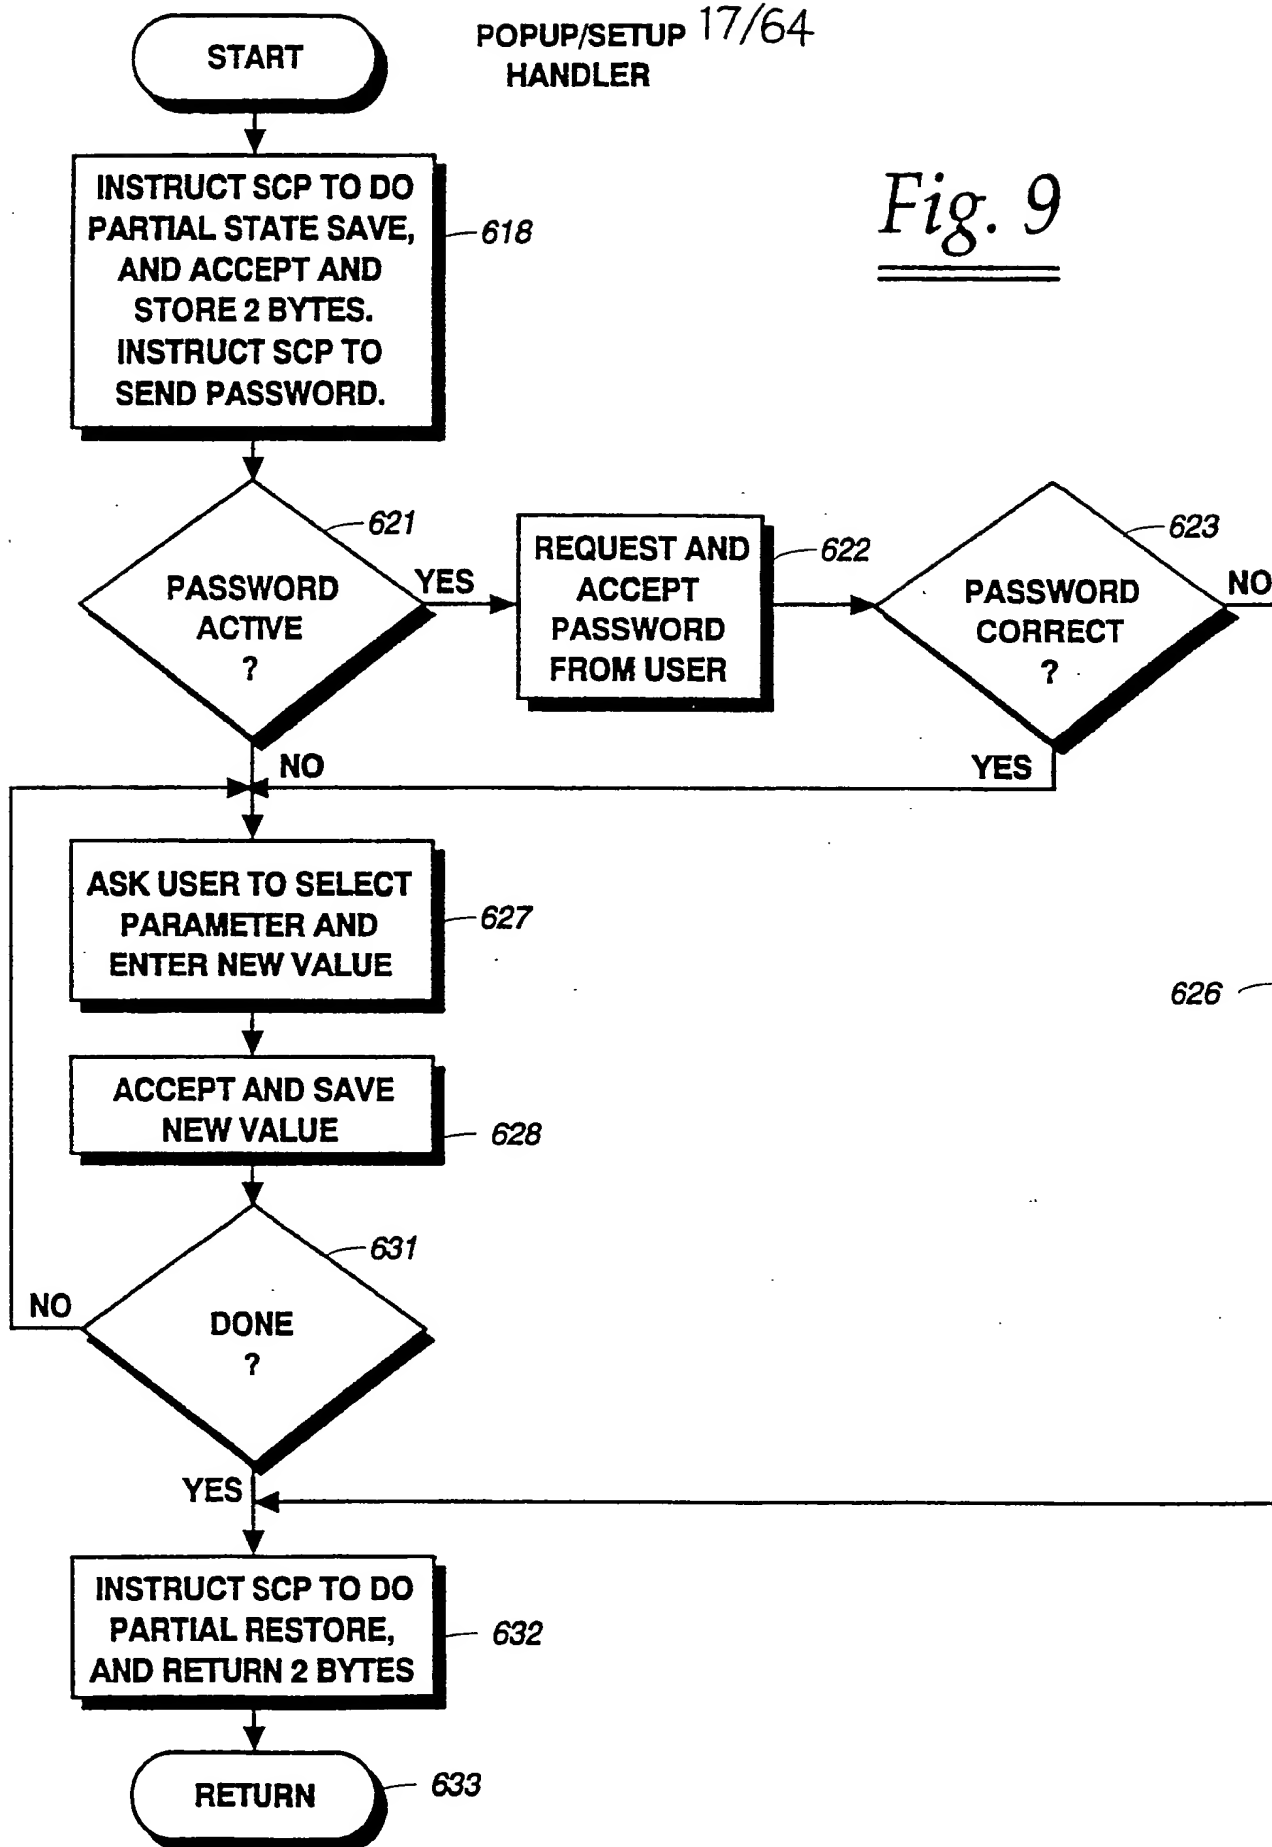 START
POPUP/SETUP 17/64
HANDLER
Fig. 9
INSTRUCT SCP TO DO
PARTIAL STATE SAVE,
AND ACCEPT AND
STORE 2 BYTES.
INSTRUCT SCP TO
SEND PASSWORD.
618
PASSWORD
ACTIVE
?
621
YES
NO
REQUEST AND
ACCEPT
PASSWORD
FROM USER
622
PASSWORD
CORRECT
?
623
NO
YES
ASK USER TO SELECT
PARAMETER AND
ENTER NEW VALUE
627
626
ACCEPT AND SAVE
NEW VALUE
628
DONE
?
631
NO
YES
INSTRUCT SCP TO DO
PARTIAL RESTORE,
AND RETURN 2 BYTES
632
RETURN
633